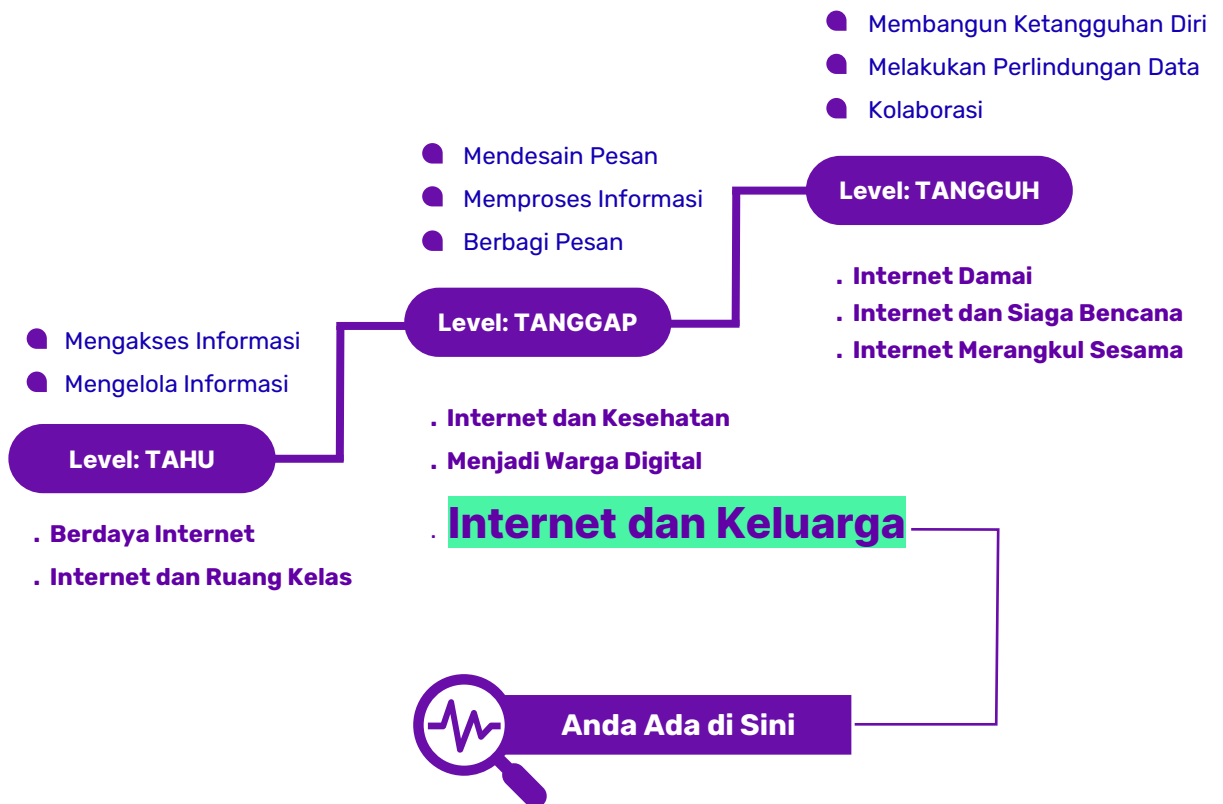 Membangun Ketangguhan Diri
Melakukan Perlindungan Data
Kolaborasi
Level: TANGGUH
. Internet Damai
. Internet dan Siaga Bencana
. Internet Merangkul Sesama
Mendesain Pesan
Memproses Informasi
Berbagi Pesan
Level: TANGGAP
. Internet dan Kesehatan
. Menjadi Warga Digital
. Internet dan Keluarga
Mengakses Informasi
Mengelola Informasi
Level: TAHU
. Berdaya Internet
. Internet dan Ruang Kelas
Anda Ada di Sini